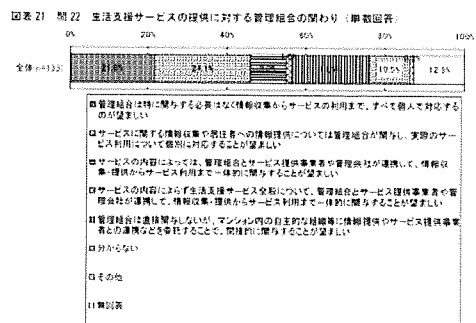 図表 21 問 22 生活支援サービスの提供に対する管理組合の関わり（単数回答）
0% 20% 40% 60% 80% 100%
全体(n=133) 21.8% 24.1% 10.5% 12.8%
管理組合は特に関与する必要はなく情報収集からサービスの利用まで、すべて個人で対応する
のが望ましい
サービスに関する情報収集や居住者への情報提供については管理組合が関与し、実際のサー
ビス利用について個別に対応することが望ましい
サービスの内容によっては、管理組合とサービス提供事業者や管理会社が連携して、情報収
集・提供からサービス利用まで一体的に関与することが望ましい
サービスの内容によらず生活支援サービス全般について、管理組合とサービス提供事業者や管
理会社が連携して、情報収集・提供からサービス利用まで一体的に関与することが望ましい
管理組合は直接関与しないが、マンション内の自主的な組織等に情報提供やサービス提供事業
者との連携などを委託することで、間接的に関与することが望ましい
分からない
その他
無回答